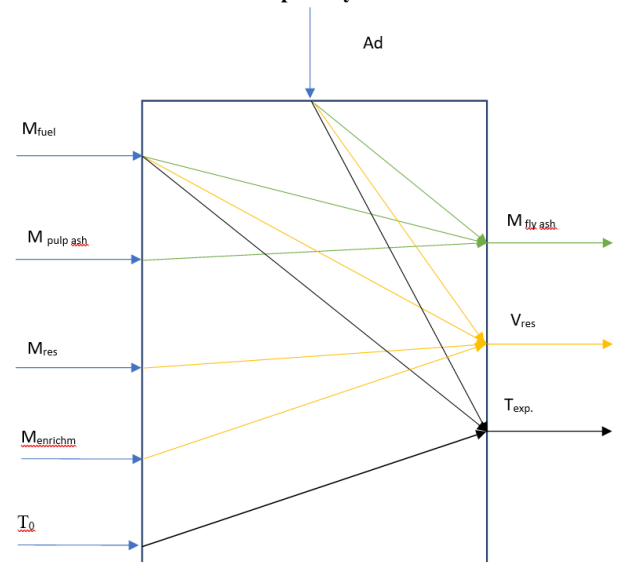 Ad
Mfuel
M pulp ash
M fly ash
Vres
Mres
Texp.
Menrichm
T0